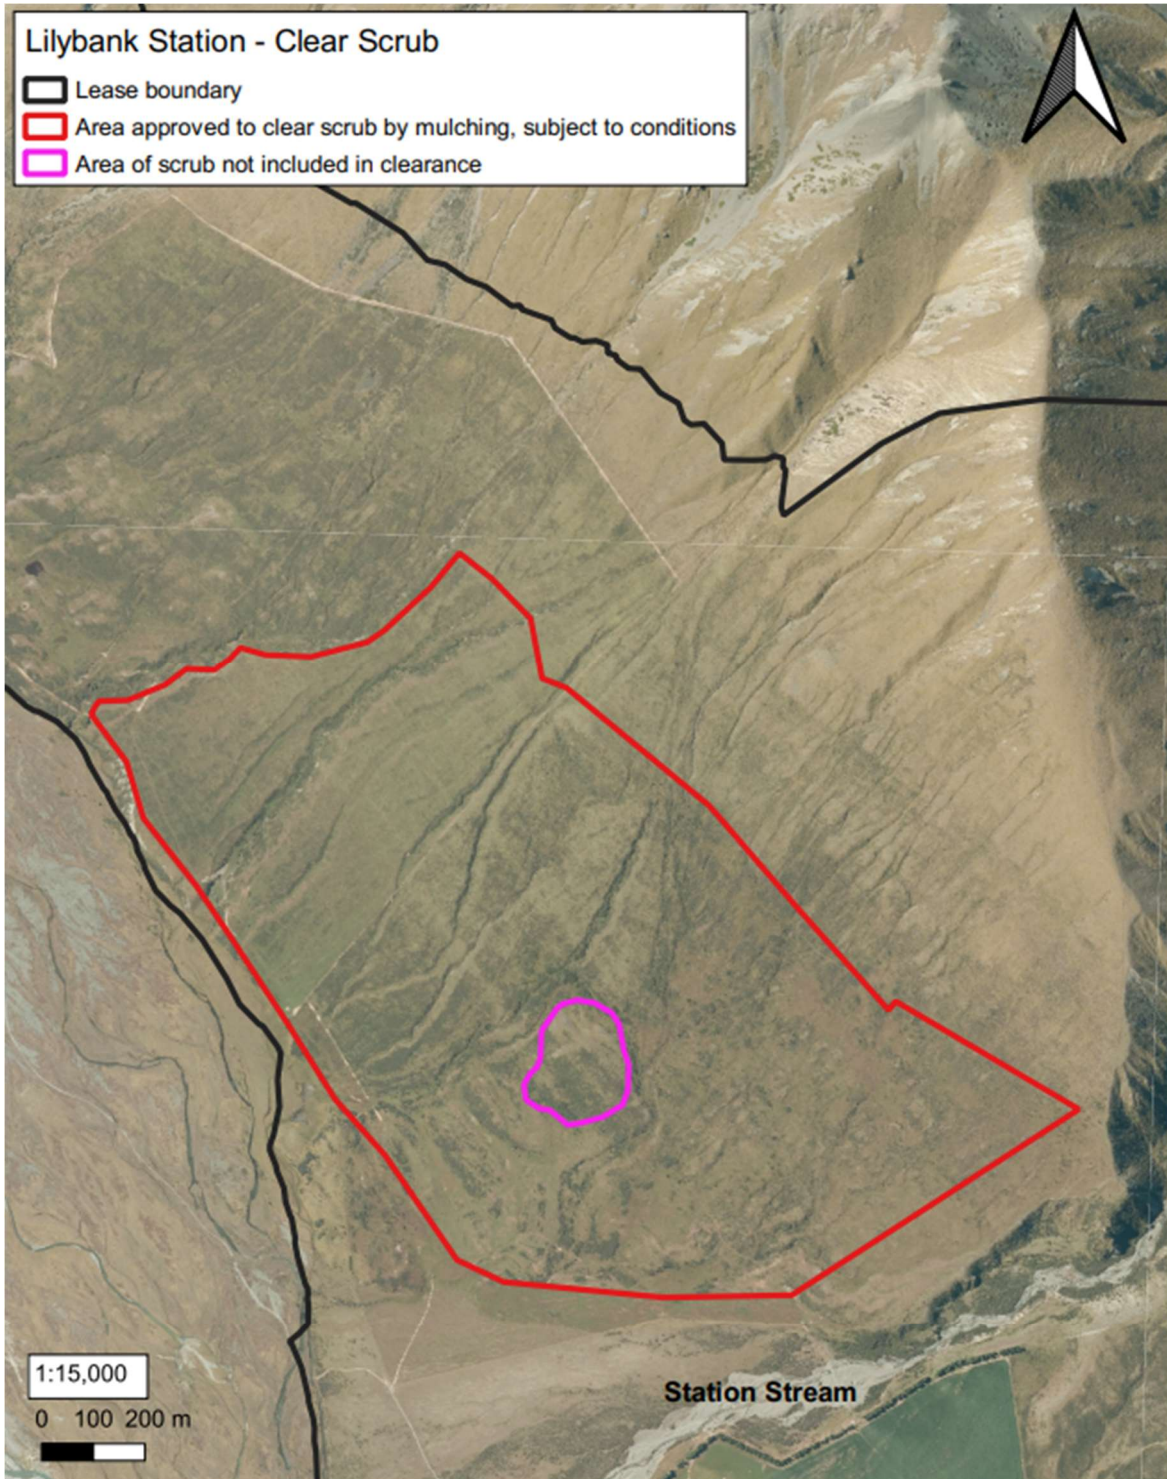 Lilybank Station - Clear Scrub
Lease boundary
Area approved to clear scrub by mulching, subject to conditions
Area of scrub not included in clearance
1:15,000
0 100 200 m
Station Stream